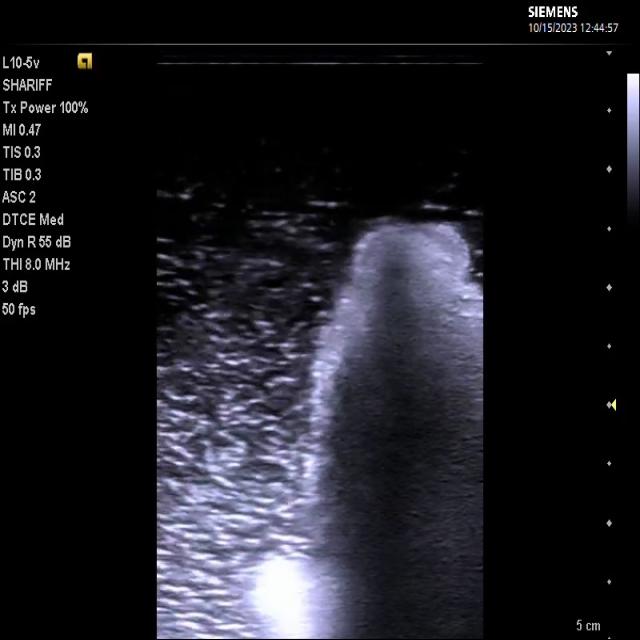 SIEMENS
10/15/2023 12:44:57
L10-5v
SHARIFF
Tx Power 100%
MI 0.47
TIS 0.3
TIB 0.3
ASC 2
DTCE Med
Dyn R 55 dB
THI 8.0 MHz
3 dB
50 fps
5 cm